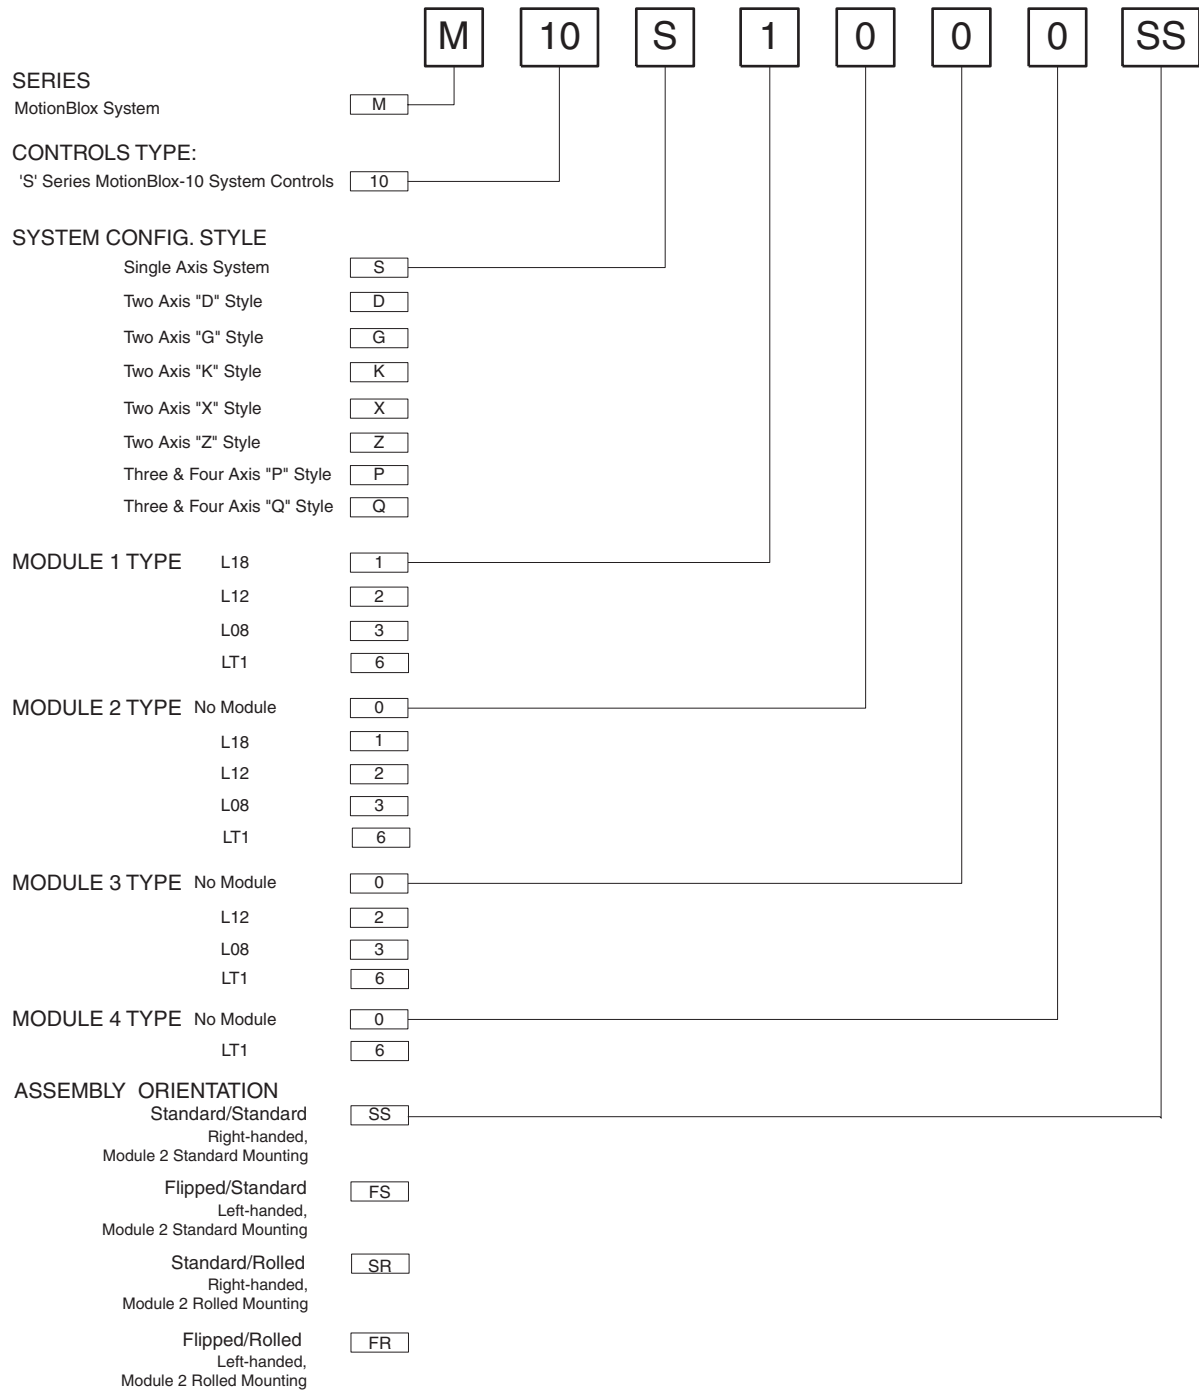 M 10 S 1 0 0 0 SS
SERIES
MotionBlox System M
CONTROLS TYPE:
'S' Series MotionBlox-10 System Controls 10
SYSTEM CONFIG. STYLE
Single Axis System S
Two Axis "D" Style D
Two Axis "G" Style G
Two Axis "K" Style K
Two Axis "X" Style X
Two Axis "Z" Style Z
Three & Four Axis "P" Style P
Three & Four Axis "Q" Style Q
MODULE 1 TYPE L18 1
L12 2
L08 3
LT1 6
MODULE 2 TYPE No Module 0
L18 1
L12 2
L08 3
LT1 6
MODULE 3 TYPE No Module 0
L12 2
L08 3
LT1 6
MODULE 4 TYPE No Module 0
LT1 6
ASSEMBLY ORIENTATION
Standard/Standard SS
Right-handed,
Module 2 Standard Mounting
Flipped/Standard FS
Left-handed,
Module 2 Standard Mounting
Standard/Rolled SR
Right-handed,
Module 2 Rolled Mounting
Flipped/Rolled FR
Left-handed,
Module 2 Rolled Mounting